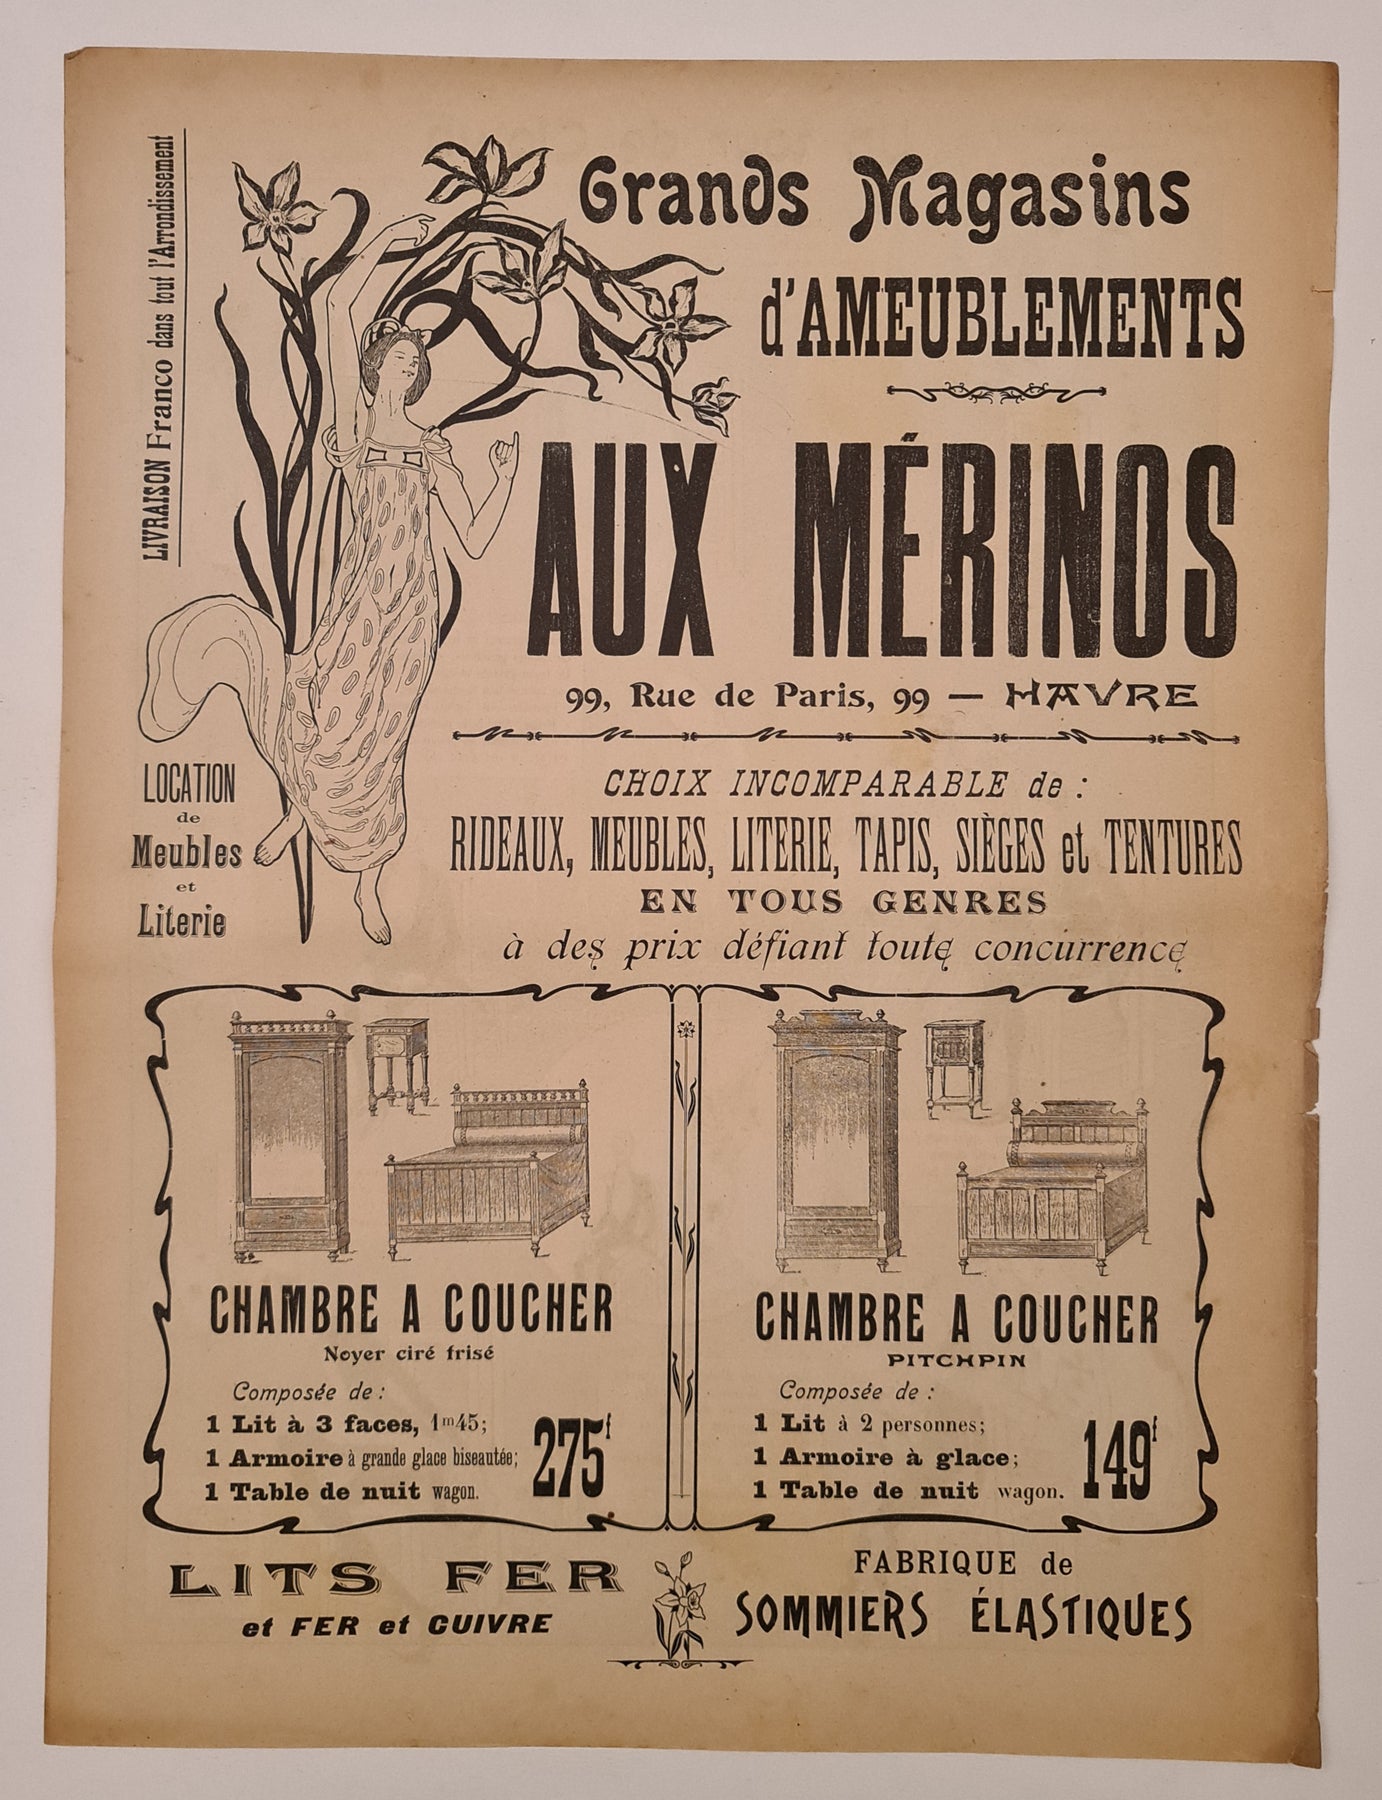 LIVRAISON Franco dans tout l'Arrondissement
Grands Magasins
d'AMEUBLEMENTS
AUX MÉRINOS
99, Rue de Paris, 99 — HAVRE
LOCATION
de
Meubles
et
Literie
CHOIX INCOMPARABLE de :
RIDEAUX, MEUBLES, LITERIE, TAPIS, SIÈGES et TENTURES
EN TOUS GENRES
à des prix défiant toute concurrence
CHAMBRE A COUCHER
Noyer ciré frisé
Composée de :
1 Lit à 3 faces, 1m45;
1 Armoire à grande glace biseautée;
1 Table de nuit wagon.
275f
CHAMBRE A COUCHER
PITCHPIN
Composée de :
1 Lit à 2 personnes;
1 Armoire à glace;
1 Table de nuit wagon.
149f
LITS FER
et FER et CUIVRE
FABRIQUE de
SOMMIERS ÉLASTIQUES